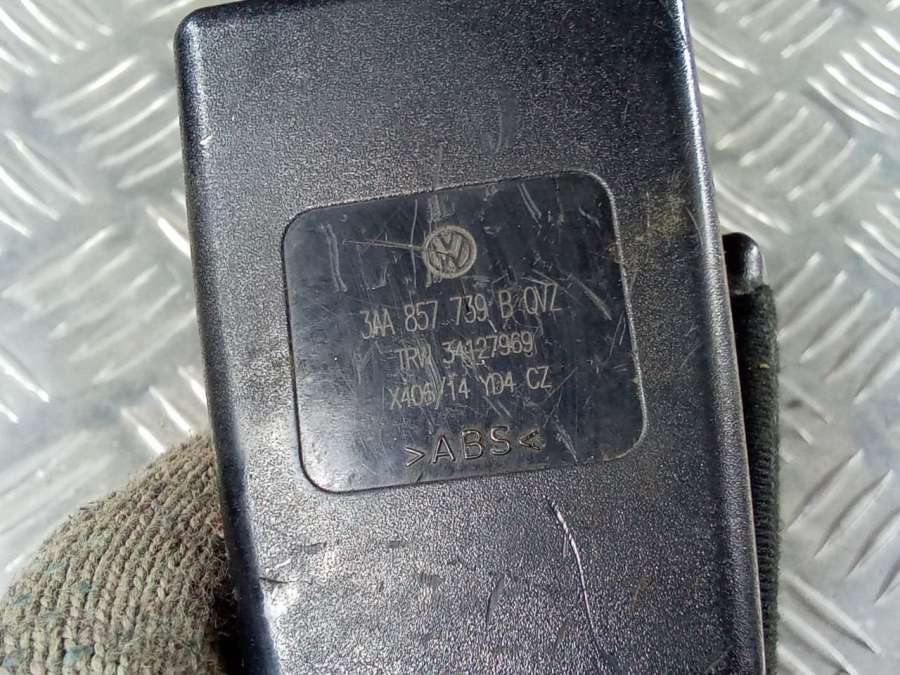 3AA 857 739 B QVZ
TRW 34127969
X406/14 YD4 CZ
>ABS<